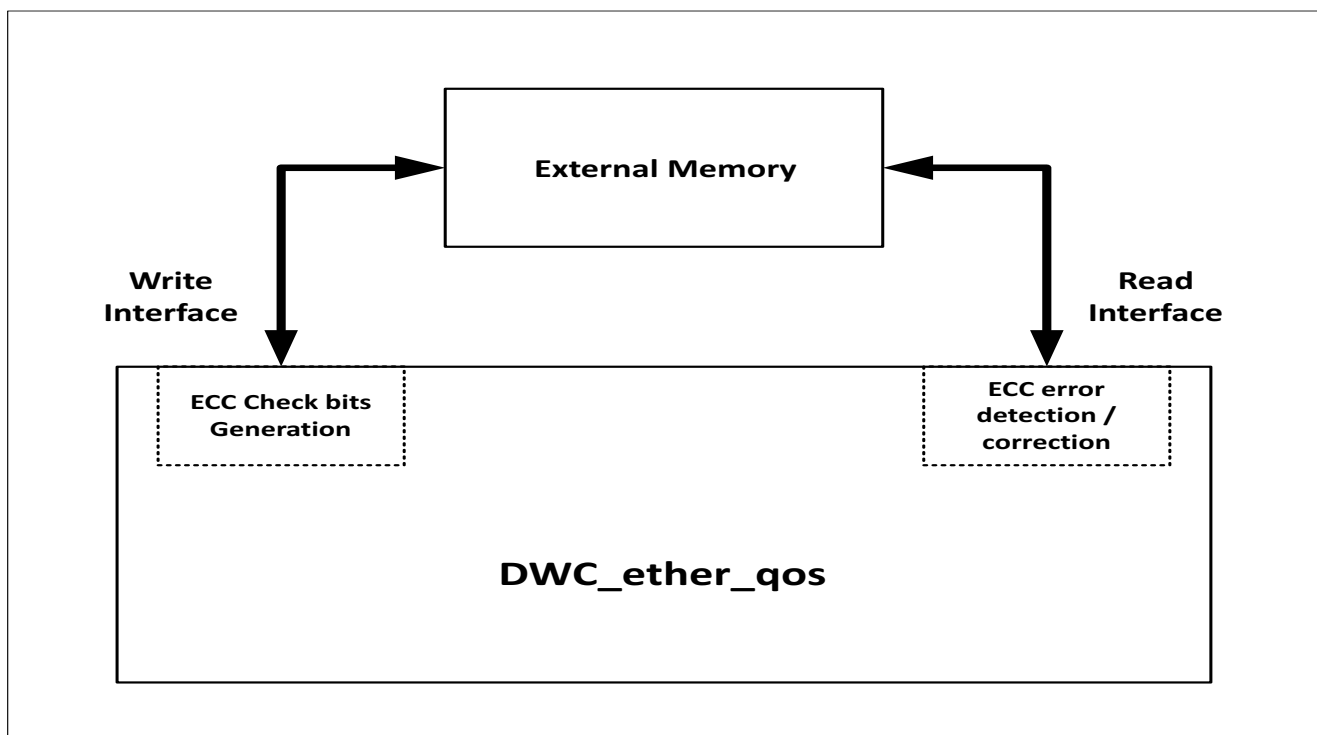 External Memory
Write
Interface
Read
Interface
ECC Check bits
Generation
ECC error
detection /
correction
DWC_ether_qos